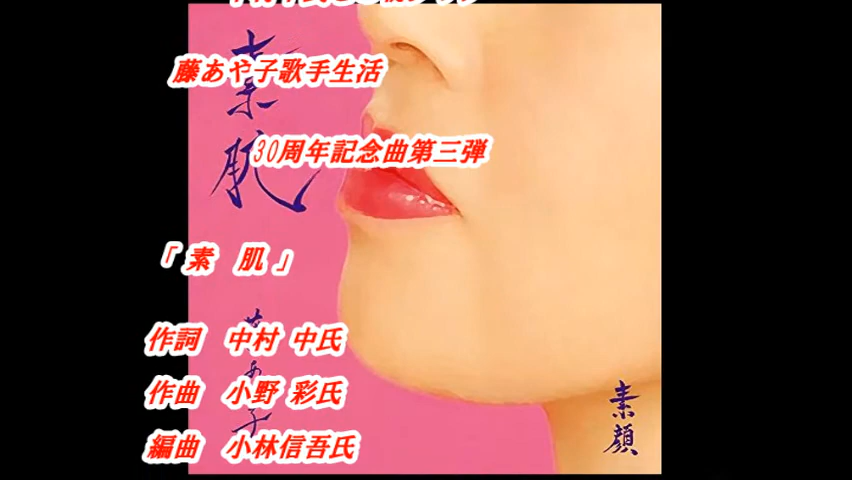 藤あや子歌手生活
30周年記念曲第三弾
「素 肌」
作詞 中村 中氏
作曲 小野 彩氏
編曲 小林信吾氏
素肌
素顔